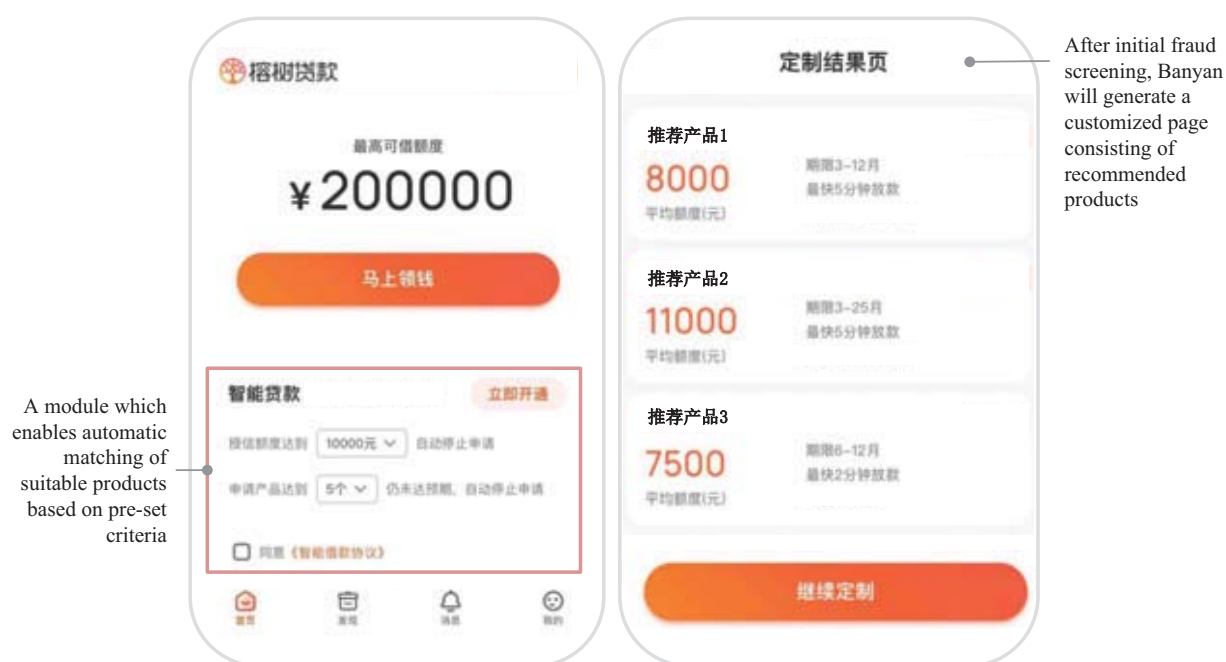 榕树贷款
最高可借额度
¥200000
马上领钱
智能贷款
立即开通
授信额度达到 10000元 自动停止申请
申请产品达到 5个 仍未达预期，自动停止申请
同意《智能借款协议》
首页 发现 消息 我的
A module which
enables automatic
matching of
suitable products
based on pre-set
criteria
定制结果页
推荐产品1
8000
期限3-12月
最快5分钟放款
平均额度(元)
推荐产品2
11000
期限3-25月
最快5分钟放款
平均额度(元)
推荐产品3
7500
期限6-12月
最快2分钟放款
平均额度(元)
继续定制
After initial fraud
screening, Banyan
will generate a
customized page
consisting of
recommended
products